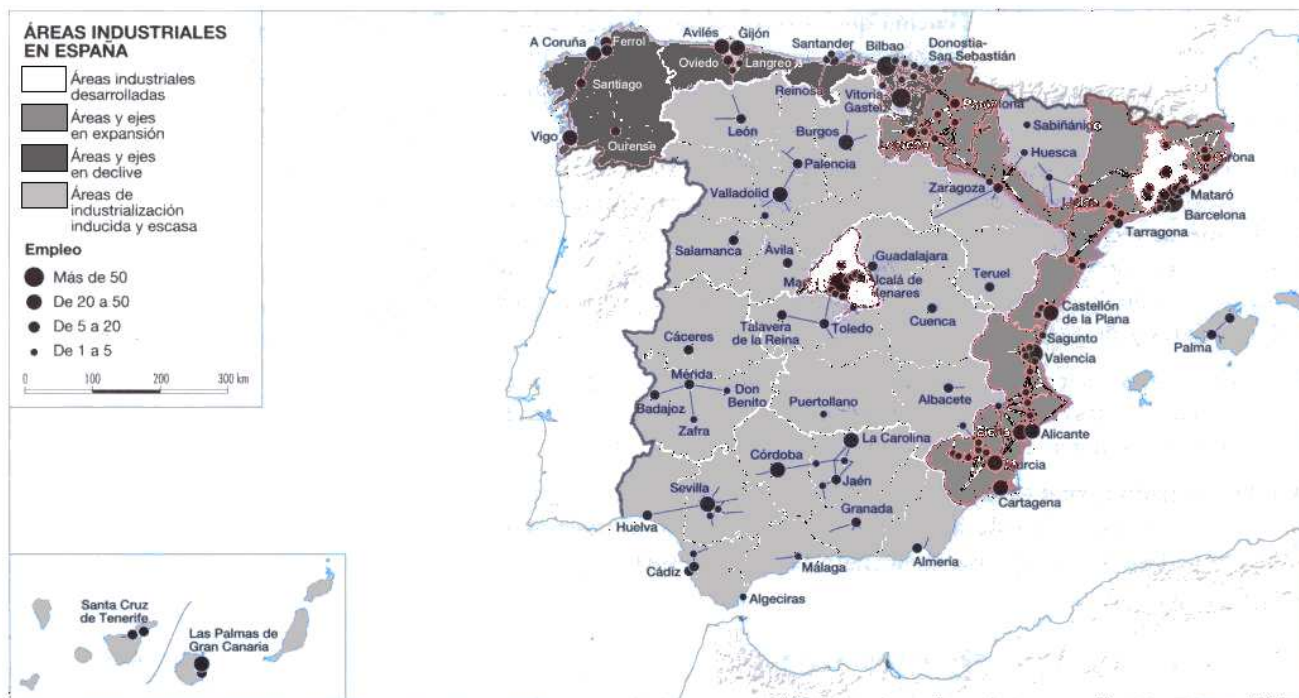 ÁREAS INDUSTRIALES
EN ESPAÑA
Áreas industriales
desarrolladas
Áreas y ejes
en expansión
Áreas y ejes
en declive
Áreas de
industrialización
inducida y escasa
Empleo
Más de 50
De 20 a 50
De 5 a 20
De 1 a 5
0 100 200 300 km
A Coruña
Ferrol
Santiago
Vigo
Ourense
Avilés
Gijón
Oviedo
Langreo
Santander
Reinosa
Bilbao
Donostia-
San Sebastián
Vitoria
León
Burgos
Palencia
Valladolid
Salamanca
Ávila
Sabiñánigo
Huesca
Zaragoza
Mataró
Barcelona
Tarragona
Guadalajara
Teruel
Talavera
de la Reina
Toledo
Cuenca
Castellón
de la Plana
Sagunto
Valencia
Palma
Cáceres
Mérida
Badajoz
Don
Benito
Zafra
Puertollano
Albacete
Alicante
Cartagena
La Carolina
Córdoba
Jaén
Sevilla
Huelva
Granada
Cádiz
Málaga
Almería
Algeciras
Santa Cruz
de Tenerife
Las Palmas de
Gran Canaria